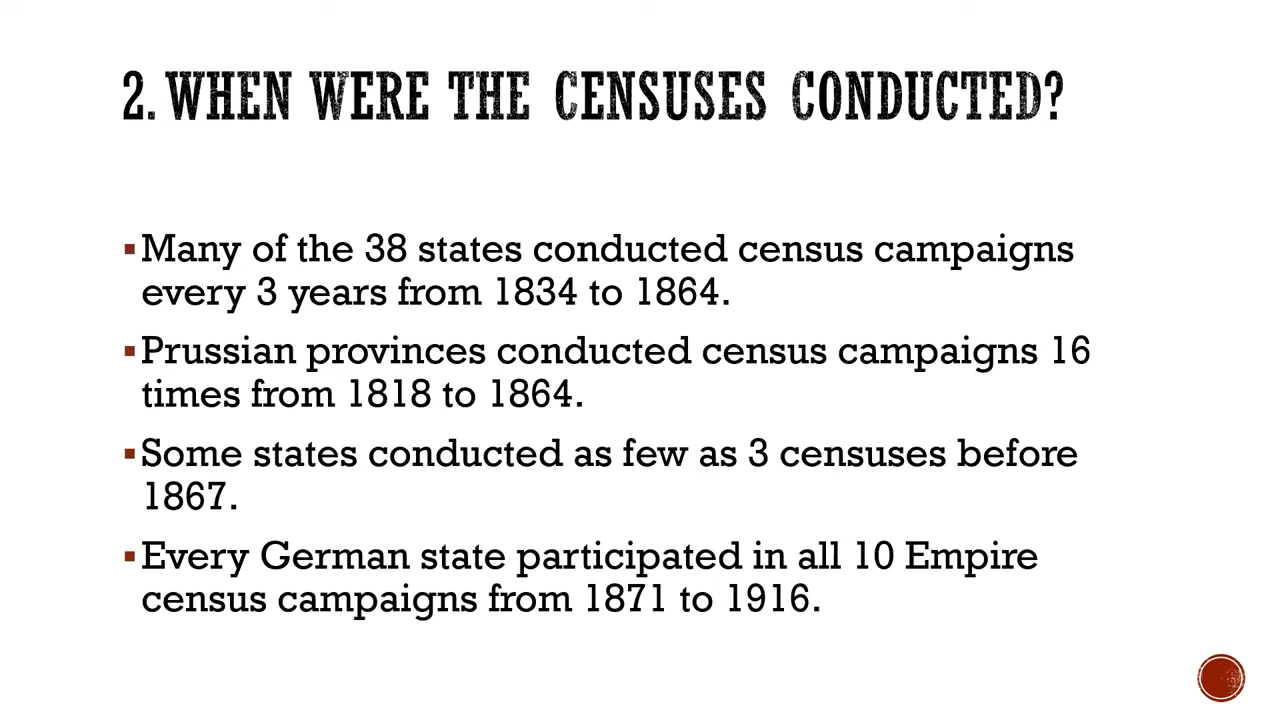 2. WHEN WERE THE CENSUSES CONDUCTED?
▪Many of the 38 states conducted census campaigns
every 3 years from 1834 to 1864.
▪Prussian provinces conducted census campaigns 16
times from 1818 to 1864.
▪Some states conducted as few as 3 censuses before
1867.
▪Every German state participated in all 10 Empire
census campaigns from 1871 to 1916.